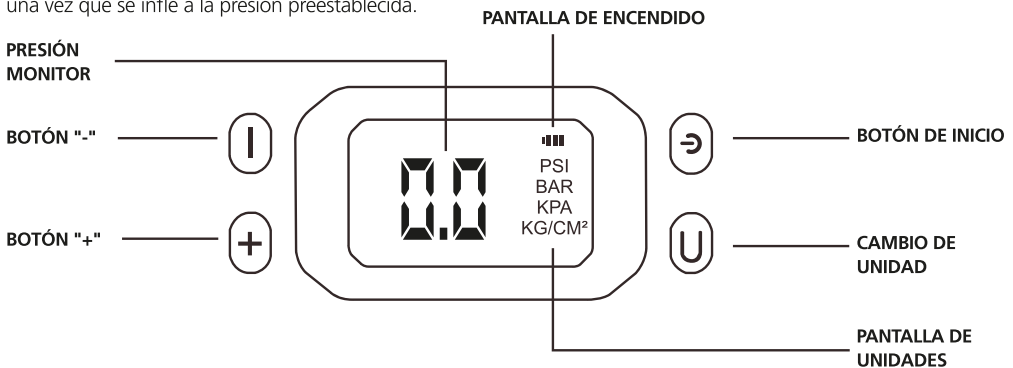 una vez que se infle a la presión preestablecida.
PANTALLA DE ENCENDIDO
PRESIÓN
MONITOR
BOTÓN "-"
BOTÓN DE INICIO
0.0
PSI
BAR
KPA
KG/CM²
BOTÓN "+"
U
CAMBIO DE
UNIDAD
PANTALLA DE
UNIDADES